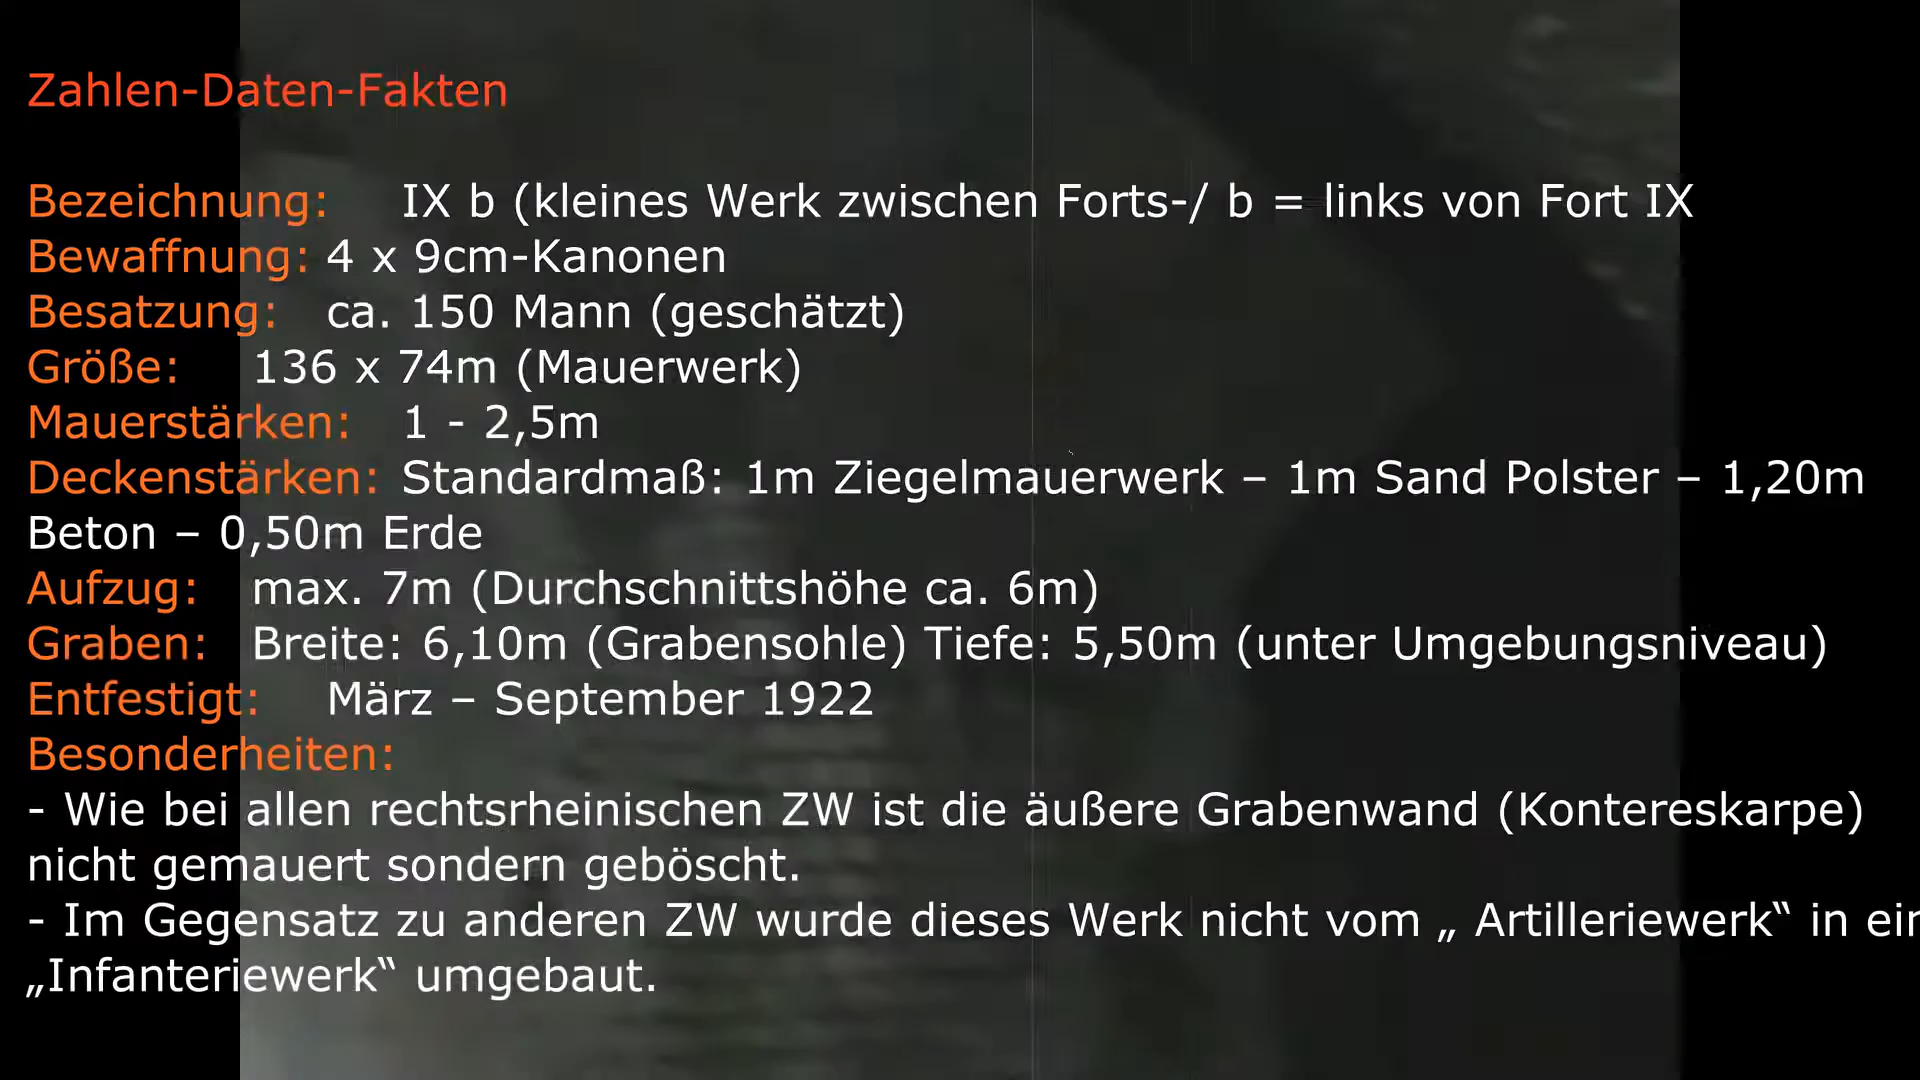 Zahlen-Daten-Fakten
Bezeichnung: IX b (kleines Werk zwischen Forts-/ b = links von Fort IX
Bewaffnung: 4 x 9cm-Kanonen
Besatzung: ca. 150 Mann (geschätzt)
Größe: 136 x 74m (Mauerwerk)
Mauerstärken: 1 - 2,5m
Deckenstärken: Standardmaß: 1m Ziegelmauerwerk – 1m Sand Polster – 1,20m
Beton – 0,50m Erde
Aufzug: max. 7m (Durchschnittshöhe ca. 6m)
Graben: Breite: 6,10m (Grabensohle) Tiefe: 5,50m (unter Umgebungsniveau)
Entfestigt: März – September 1922
Besonderheiten:
- Wie bei allen rechtsrheinischen ZW ist die äußere Grabenwand (Kontereskarpe)
nicht gemauert sondern geböscht.
- Im Gegensatz zu anderen ZW wurde dieses Werk nicht vom „ Artilleriewerk“ in
„Infanteriewerk“ umgebaut.